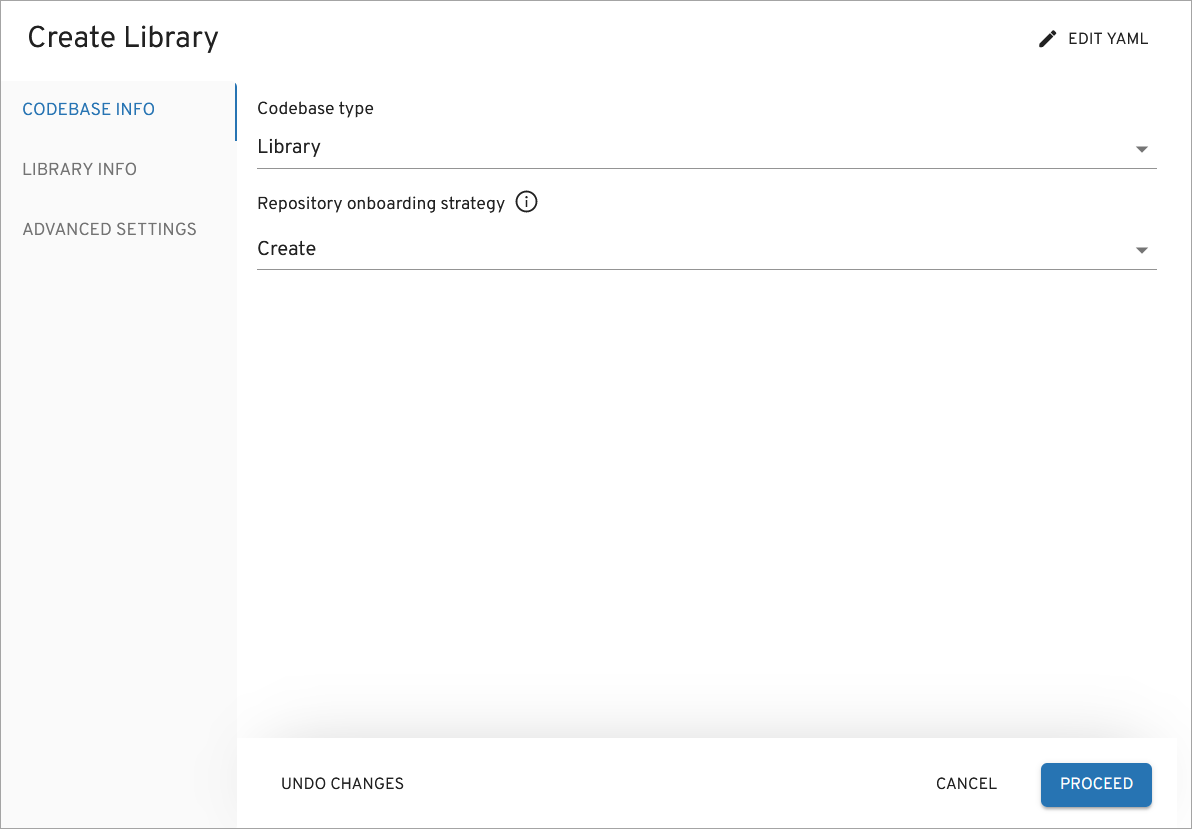 Create Library
EDIT YAML
CODEBASE INFO
LIBRARY INFO
ADVANCED SETTINGS
Codebase type
Library
Repository onboarding strategy
Create
UNDO CHANGES
CANCEL
PROCEED